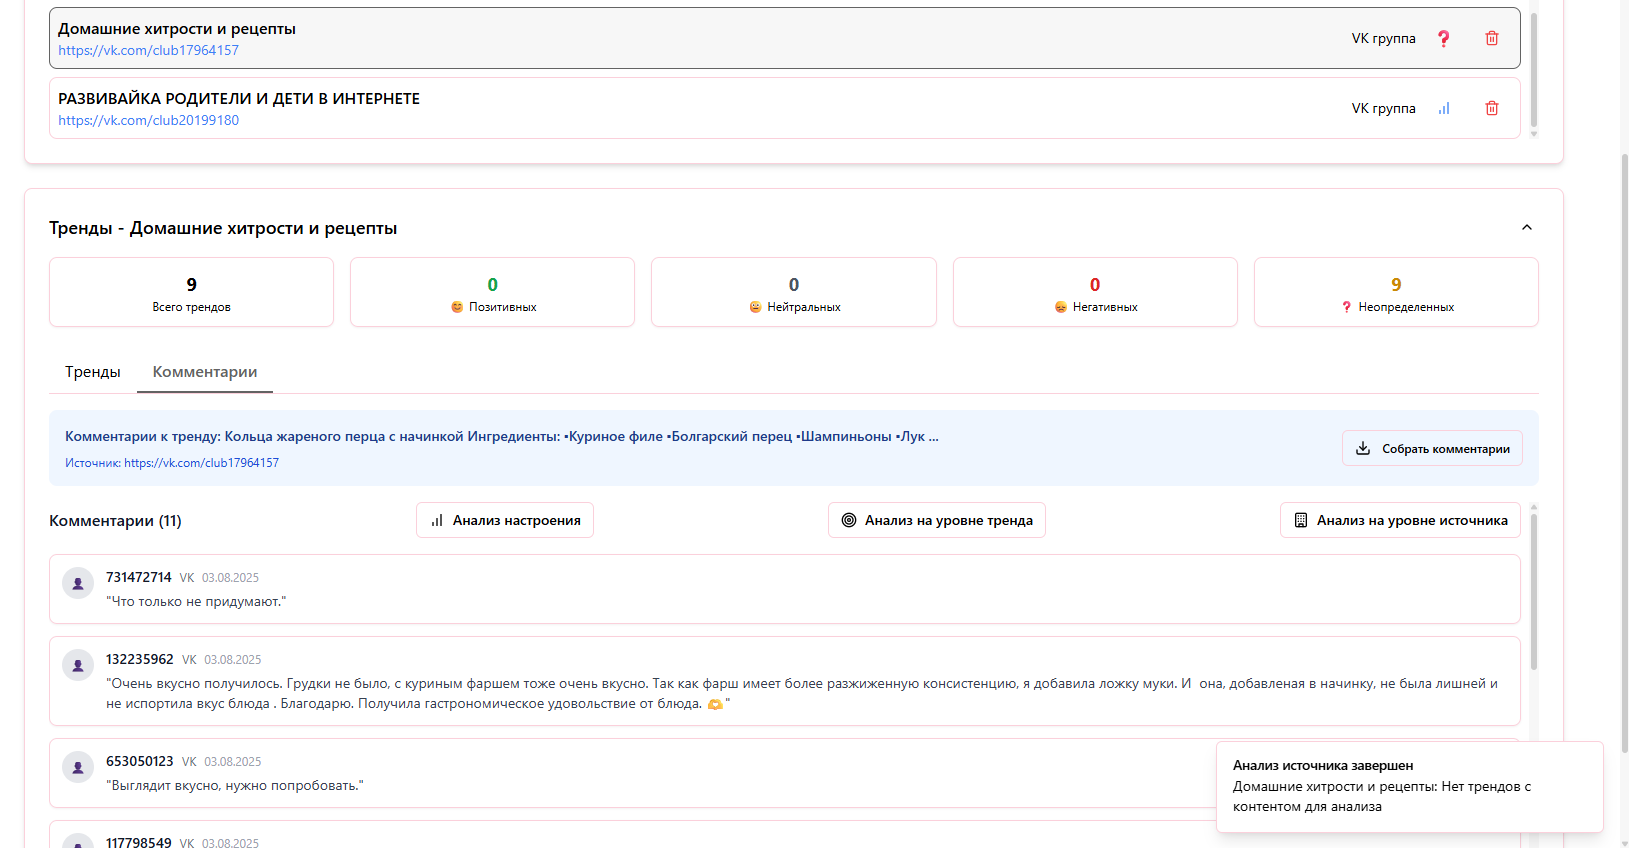 Домашние хитрости и рецепты
https://vk.com/club17964157
VK группа
РАЗВИВАЙКА РОДИТЕЛИ И ДЕТИ В ИНТЕРНЕТЕ
https://vk.com/club20199180
VK группа
Тренды - Домашние хитрости и рецепты
9
Всего трендов
0
Позитивных
0
Нейтральных
0
Негативных
9
Неопределенных
Тренды
Комментарии
Комментарии к тренду: Кольца жареного перца с начинкой Ингредиенты: ▪Куриное филе ▪Болгарский перец ▪Шампиньоны ▪Лук ...
Источник: https://vk.com/club17964157
Собрать комментарии
Комментарии (11)
Анализ настроения
Анализ на уровне тренда
Анализ на уровне источника
731472714 VK 03.08.2025
"Что только не придумают."
132235962 VK 03.08.2025
"Очень вкусно получилось. Грудки не было, с куриным фаршем тоже очень вкусно. Так как фарш имеет более разжиженную консистенцию, я добавила ложку муки. И она, добавленная в начинку, не была лишней и
не испортила вкус блюда . Благодарю. Получила гастрономическое удовольствие от блюда. 🫶"
653050123 VK 03.08.2025
"Выглядит вкусно, нужно попробовать."
117798549 VK 03.08.2025
Анализ источника завершен
Домашние хитрости и рецепты: Нет трендов с
контентом для анализа